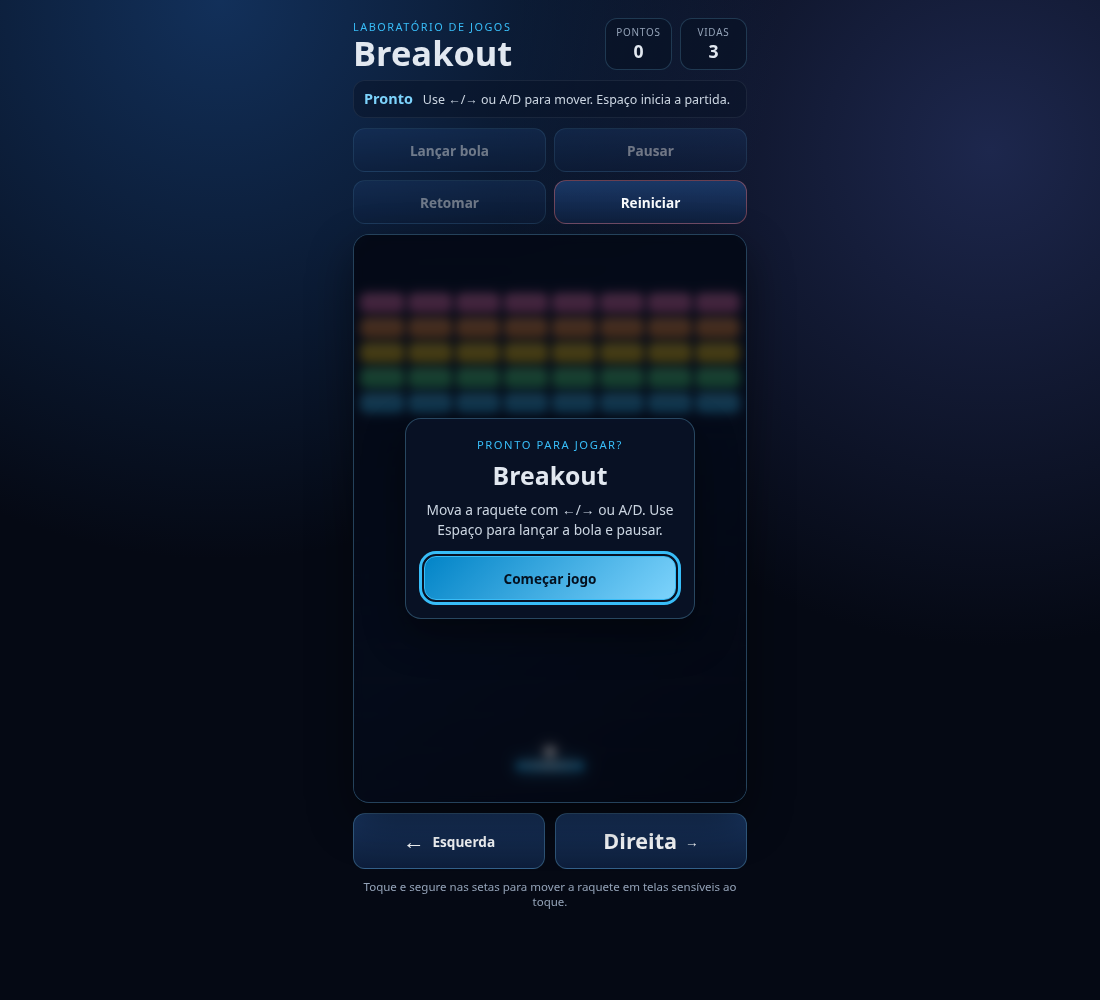 LABORATÓRIO DE JOGOS
Breakout
PONTOS
0
VIDAS
3
Pronto Use ←/→ ou A/D para mover. Espaço inicia a partida.
Lançar bola
Pausar
Retomar
Reiniciar
PRONTO PARA JOGAR?
Breakout
Mova a raquete com ←/→ ou A/D. Use
Espaço para lançar a bola e pausar.
Começar jogo
← Esquerda
Direita →
Toque e segure nas setas para mover a raquete em telas sensíveis ao
toque.